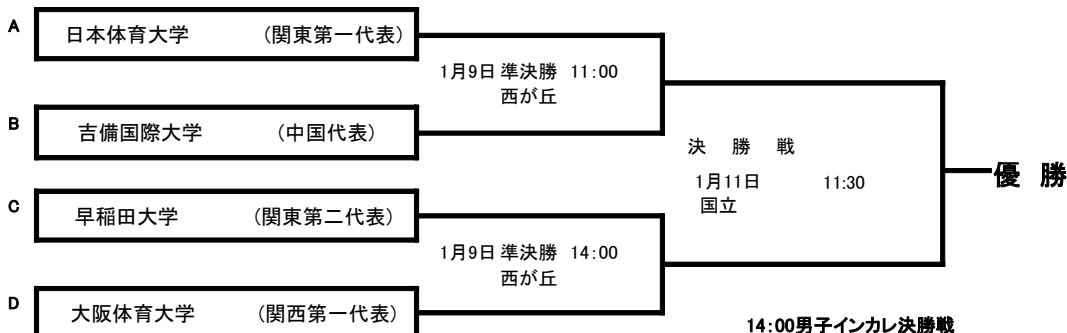 A 日本体育大学 (関東第一代表)
1月9日 準決勝 11:00
西が丘
B 吉備国際大学 (中国代表)
決 勝 戦
1月11日 11:30
国立
優 勝
C 早稲田大学 (関東第二代表)
1月9日 準決勝 14:00
西が丘
D 大阪体育大学 (関西第一代表)
14:00男子インカレ決勝戦